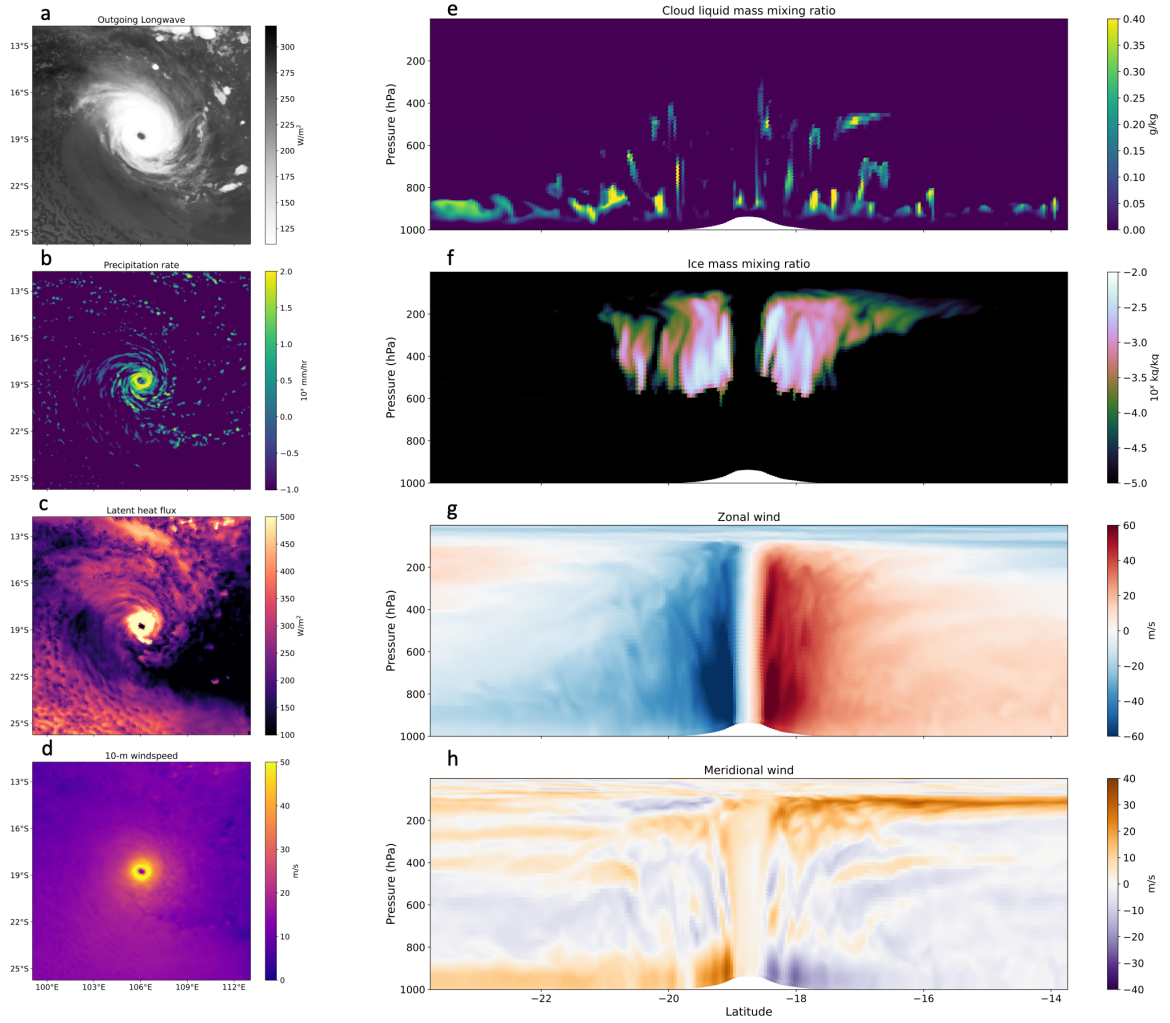 a
Outgoing Longwave
13°S
16°S
19°S
22°S
25°S
300
275
250
225
200
175
150
125
W/m²
b
Precipitation rate
13°S
16°S
19°S
22°S
25°S
2.0
1.5
1.0
0.5
0.0
−0.5
−1.0
10ˣ mm/hr
c
Latent heat flux
13°S
16°S
19°S
22°S
25°S
500
450
400
350
300
250
200
150
100
W/m²
d
10-m windspeed
13°S
16°S
19°S
22°S
25°S
100°E 103°E 106°E 109°E 112°E
50
40
30
20
10
0
m/s
e
Cloud liquid mass mixing ratio
Pressure (hPa)
200
400
600
800
1000
0.40
0.35
0.30
0.25
0.20
0.15
0.10
0.05
0.00
g/kg
f
Ice mass mixing ratio
Pressure (hPa)
200
400
600
800
1000
−2.0
−2.5
−3.0
−3.5
−4.0
−4.5
−5.0
10ˣ kg/kg
g
Zonal wind
Pressure (hPa)
200
400
600
800
1000
60
40
20
0
−20
−40
−60
m/s
h
Meridional wind
Pressure (hPa)
200
400
600
800
1000
−22 −20 −18 −16 −14
Latitude
40
30
20
10
0
−10
−20
−30
−40
m/s